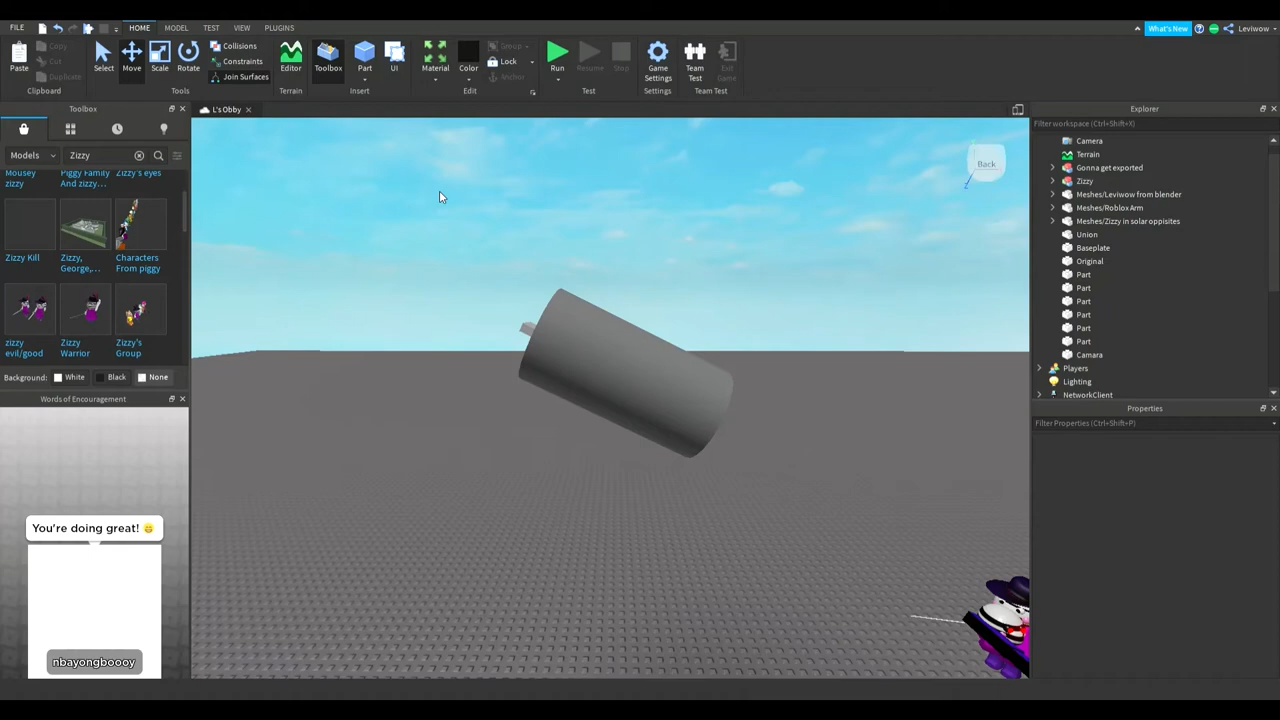 FILE HOME MODEL TEST VIEW PLUGINS What's New Leviwow
Paste Copy Cut Duplicate Select Move Scale Rotate Collisions Constraints Join Surfaces Editor Toolbox Part UI Material Color Group Lock Anchor Run Resume Stop Game Settings Team Test Exit Game
Clipboard Tools Terrain Insert Edit Test Settings Team Test
Toolbox
L's Obby
Explorer
Filter workspace (Ctrl+Shift+X)
Models Zizzy
Mousey zizzy
Piggy Family And zizzy...
Zizzy's eyes
Zizzy Kill
Zizzy, George,...
Characters From piggy
zizzy evil/good
Zizzy Warrior
Zizzy's Group
Background: White Black None
Words of Encouragement
You're doing great!
nbayongboooy
Back
Z
Camera
Terrain
Gonna get exported
Zizzy
Meshes/Leviwow from blender
Meshes/Roblox Arm
Meshes/Zizzy in solar oppisites
Union
Baseplate
Original
Part
Part
Part
Part
Part
Part
Camara
Players
Lighting
NetworkClient
Properties
Filter Properties (Ctrl+Shift+P)